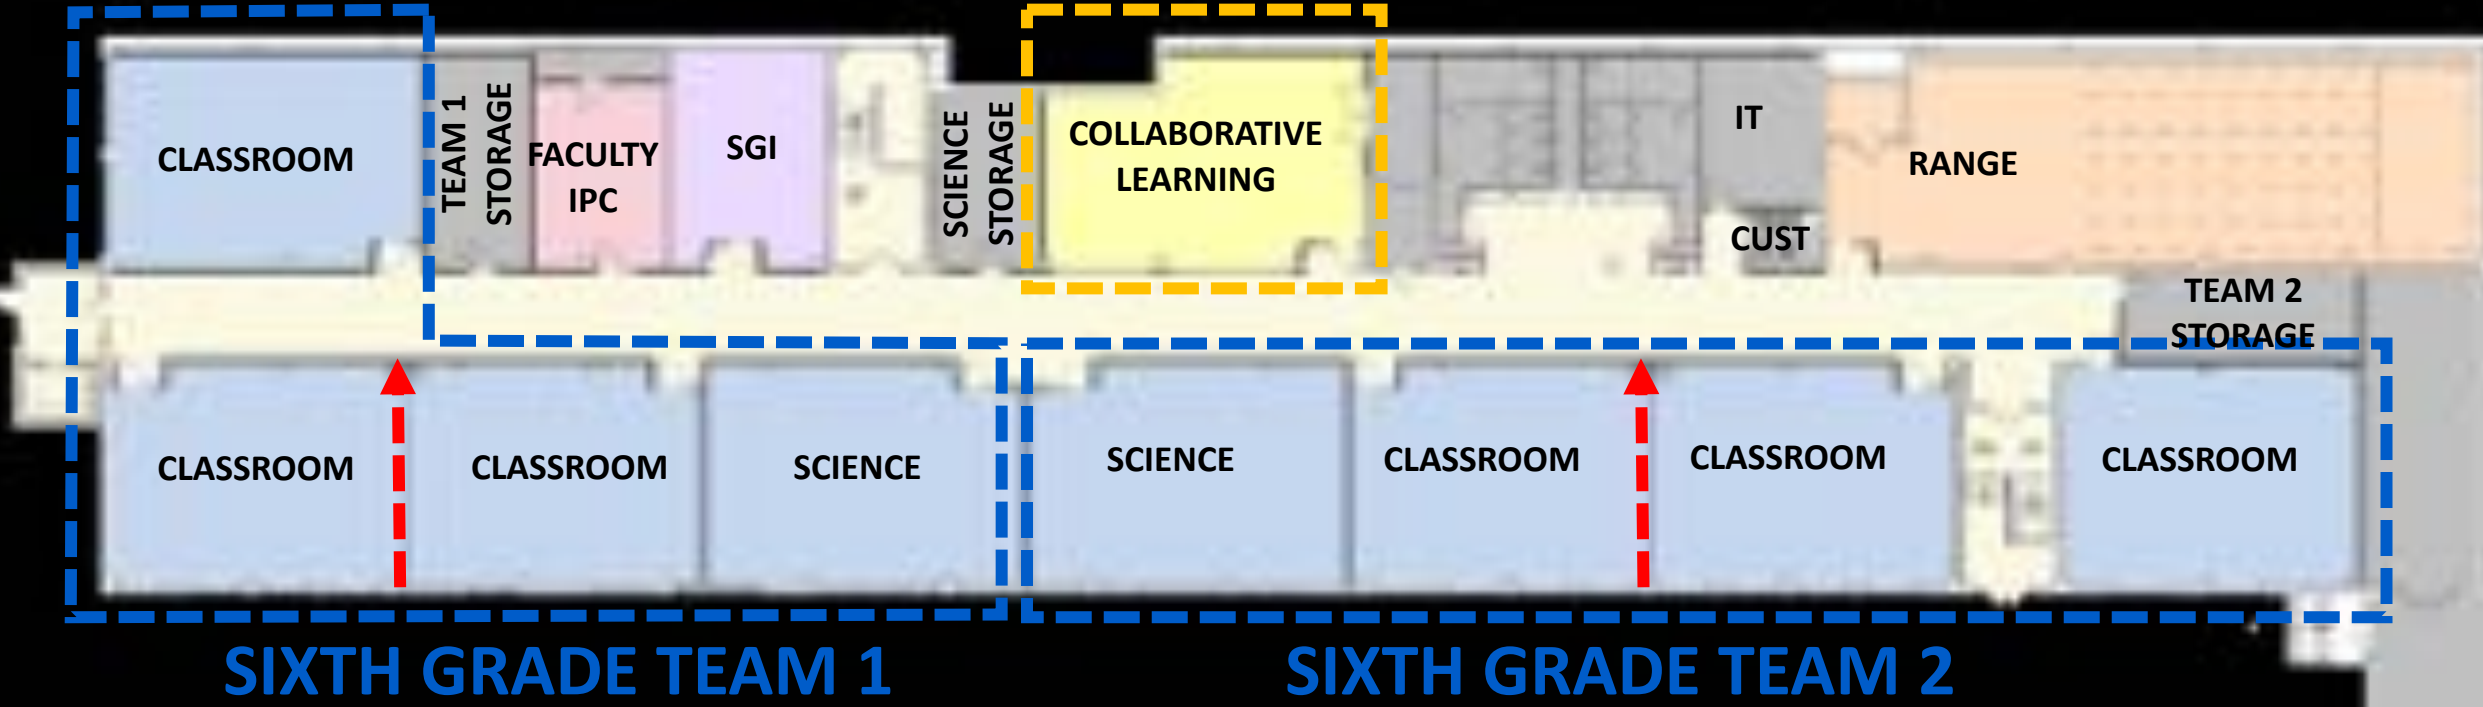 CLASSROOM
TEAM 1
STORAGE
FACULTY
IPC
SGI
SCIENCE
STORAGE
COLLABORATIVE
LEARNING
IT
CUST
RANGE
TEAM 2
STORAGE
CLASSROOM
CLASSROOM
SCIENCE
SCIENCE
CLASSROOM
CLASSROOM
CLASSROOM
SIXTH GRADE TEAM 1
SIXTH GRADE TEAM 2